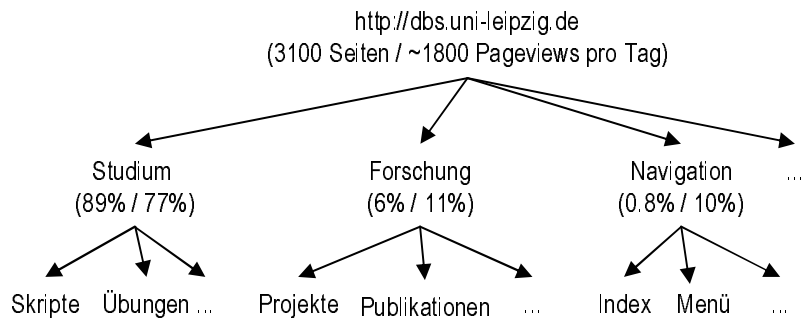 http://dbs.uni-leipzig.de
(3100 Seiten / ~1800 Pageviews pro Tag)
Studium Forschung Navigation ...
(89% / 77%) (6% / 11%) (0.8% / 10%)
Skripte Übungen ... Projekte Publikationen ... Index Menü ...